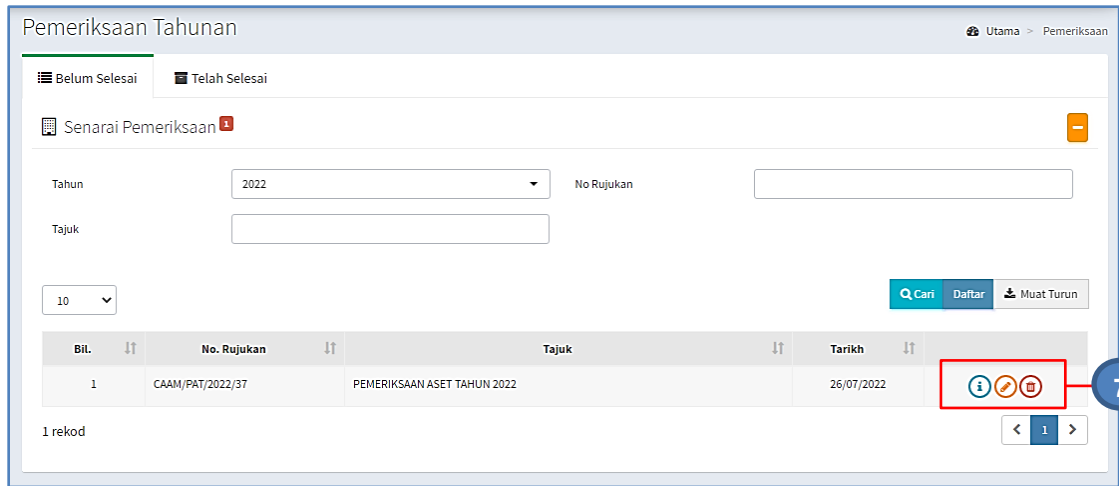 Pemeriksaan Tahunan
Utama > Pemeriksaan
Belum Selesai Telah Selesai
Senarai Pemeriksaan 1
Tahun 2022 No Rujukan
Tajuk
10 Cari Daftar Muat Turun
Bil. No. Rujukan Tajuk Tarikh
1 CAAM/PAT/2022/37 PEMERIKSAAN ASET TAHUN 2022 26/07/2022
1 rekod < 1 >